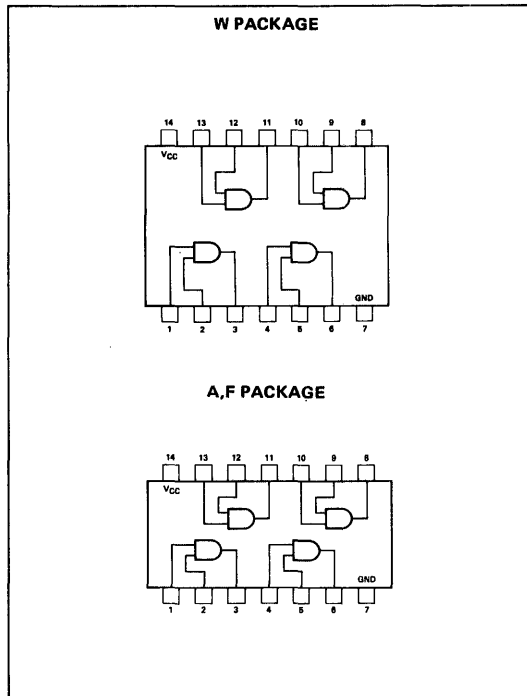 W PACKAGE
14 13 12 11 10 9 8
VCC
GND
1 2 3 4 5 6 7
A,F PACKAGE
14 13 12 11 10 9 8
VCC
GND
1 2 3 4 5 6 7